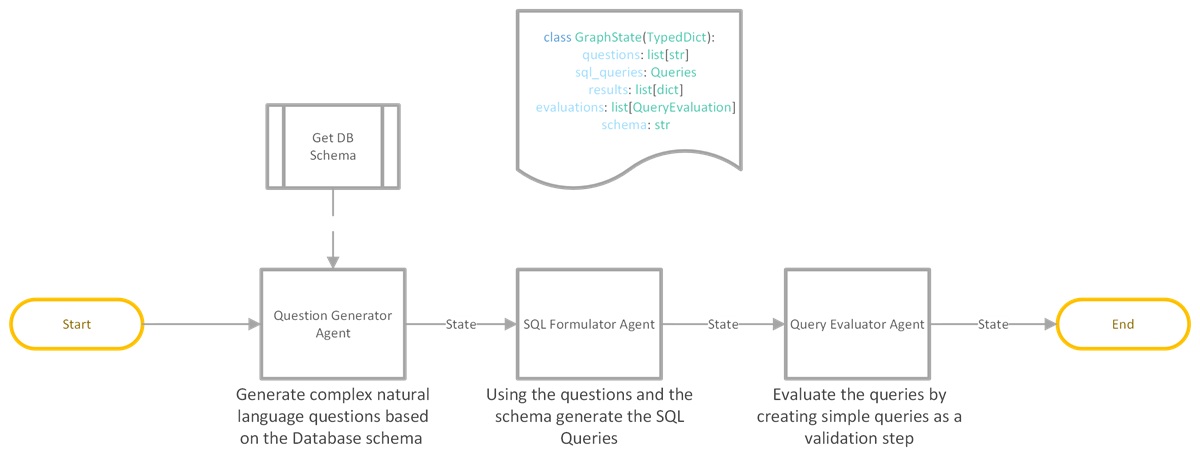 class GraphState(TypedDict):
questions: list[str]
sql_queries: Queries
results: list[dict]
evaluations: list[QueryEvaluation]
schema: str
Get DB
Schema
Start
Question Generator
Agent
State
SQL Formulator Agent
State
Query Evaluator Agent
State
End
Generate complex natural
language questions based
on the Database schema
Using the questions and the
schema generate the SQL
Queries
Evaluate the queries by
creating simple queries as a
validation step